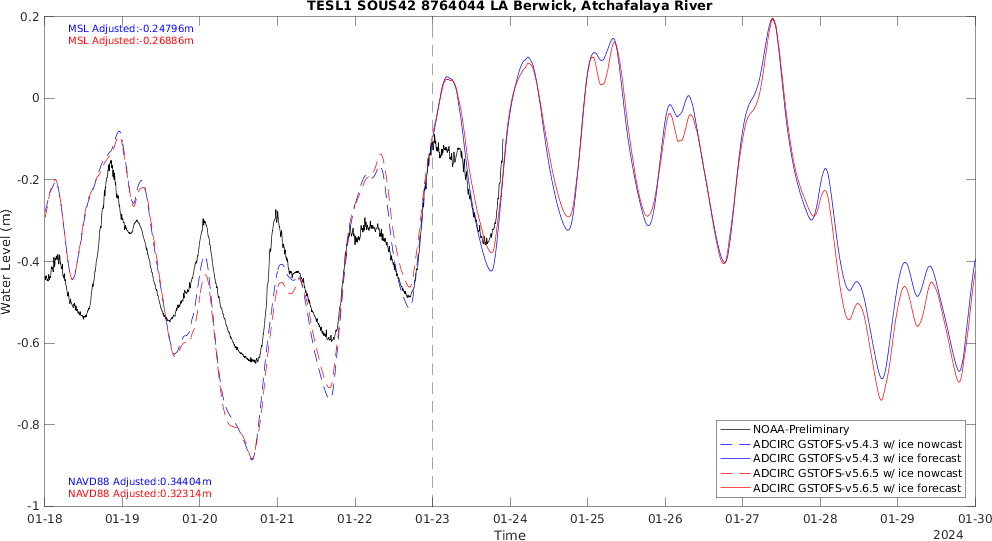 TESL1 SOUS42 8764044 LA Berwick, Atchafalaya River
MSL Adjusted:-0.24796m
MSL Adjusted:-0.26886m
0.2
0
-0.2
-0.4
-0.6
-0.8
-1
Water Level (m)
NAVD88 Adjusted:0.34404m
NAVD88 Adjusted:0.32314m
NOAA-Preliminary
ADCIRC GSTOFS-v5.4.3 w/ ice nowcast
ADCIRC GSTOFS-v5.4.3 w/ ice forecast
ADCIRC GSTOFS-v5.6.5 w/ ice nowcast
ADCIRC GSTOFS-v5.6.5 w/ ice forecast
01-18 01-19 01-20 01-21 01-22 01-23 01-24 01-25 01-26 01-27 01-28 01-29 01-30
Time
2024